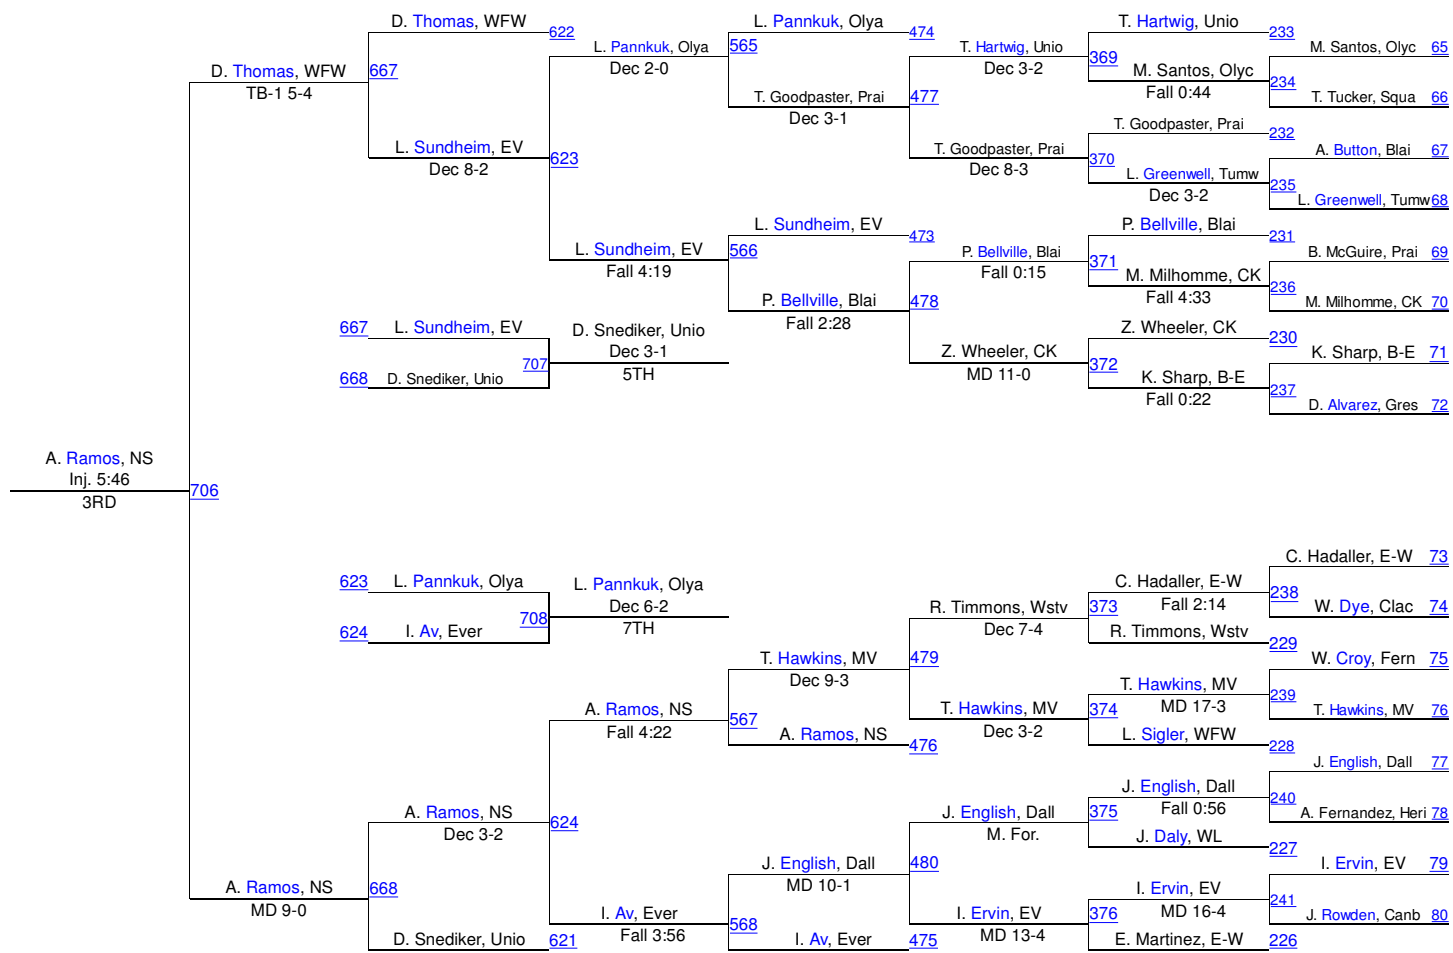 D. Thomas, WFW
622
L. Pannkuk, Olya
474
T. Hartwig, Unio
233
L. Pannkuk, Olya
565
T. Hartwig, Unio
M. Santos, Olyc 65
D. Thomas, WFW
667
Dec 2-0
Dec 3-2
369
M. Santos, Olyc
234
TB-1 5-4
T. Goodpaster, Prai
477
Fall 0:44
T. Tucker, Squa 66
Dec 3-1
T. Goodpaster, Prai
232
L. Sundheim, EV
623
T. Goodpaster, Prai
370
A. Button, Blai 67
Dec 8-2
Dec 8-3
L. Greenwell, Tumw
235
Dec 3-2
L. Greenwell, Tumw 68
L. Sundheim, EV
473
P. Bellville, Blai
231
L. Sundheim, EV
566
P. Bellville, Blai
371
B. McGuire, Prai 69
Fall 4:19
Fall 0:15
M. Milhomme, CK
236
P. Bellville, Blai
478
Fall 4:33
M. Milhomme, CK 70
Fall 2:28
667
L. Sundheim, EV
D. Snediker, Unio
Z. Wheeler, CK
230
Dec 3-1
Z. Wheeler, CK
372
K. Sharp, B-E 71
707
5TH
MD 11-0
K. Sharp, B-E
237
668
D. Snediker, Unio
Fall 0:22
D. Alvarez, Gres 72
A. Ramos, NS
Inj. 5:46
706
3RD
C. Hadaller, E-W 73
623
L. Pannkuk, Olya
L. Pannkuk, Olya
C. Hadaller, E-W
238
Dec 6-2
R. Timmons, Wstv
373
Fall 2:14
W. Dye, Clac 74
708
7TH
Dec 7-4
624
I. Av, Ever
R. Timmons, Wstv
229
T. Hawkins, MV
479
W. Croy, Fern 75
Dec 9-3
T. Hawkins, MV
239
A. Ramos, NS
567
T. Hawkins, MV
374
MD 17-3
T. Hawkins, MV 76
Fall 4:22
A. Ramos, NS
476
Dec 3-2
L. Sigler, WFW
228
J. English, Dall 77
J. English, Dall
240
A. Ramos, NS
624
J. English, Dall
375
Fall 0:56
A. Fernandez, Heri 78
Dec 3-2
M. For.
J. Daly, WL
227
J. English, Dall
480
I. Ervin, EV 79
A. Ramos, NS
668
MD 10-1
I. Ervin, EV
241
MD 9-0
I. Av, Ever
568
I. Ervin, EV
376
MD 16-4
J. Rowden, Canb 80
Fall 3:56
MD 13-4
D. Snediker, Unio
621
I. Av, Ever
475
E. Martinez, E-W
226